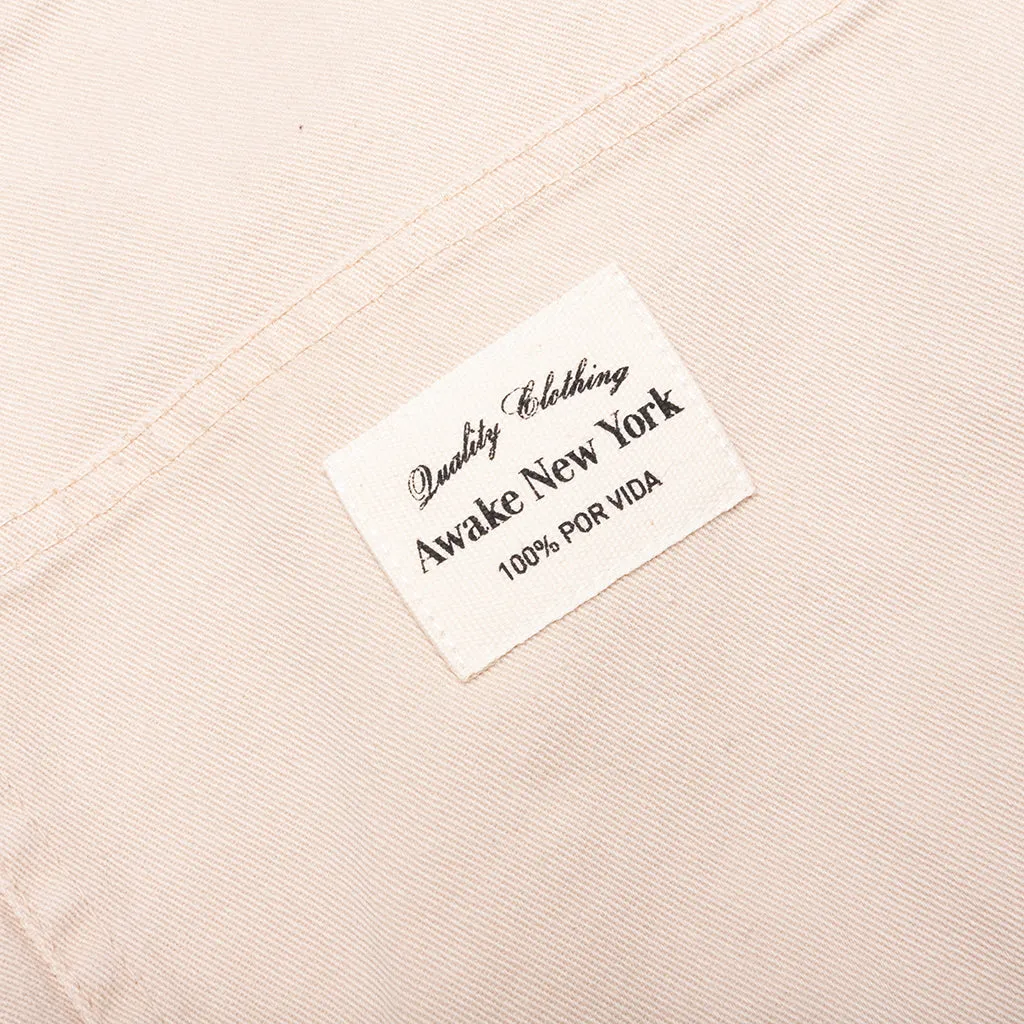 Quality Clothing
Awake New York
100% POR VIDA